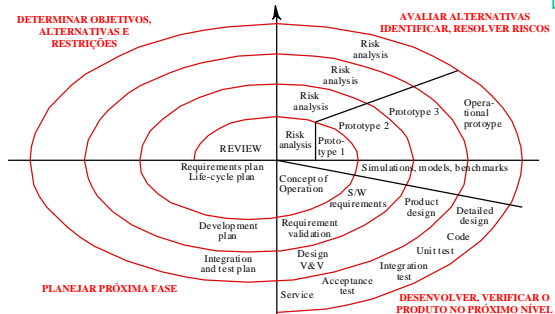 DETERMINAR OBJETIVOS,
ALTERNATIVAS E
RESTRIÇÕES
AVALIAR ALTERNATIVAS
IDENTIFICAR, RESOLVER RISCOS
Risk
analysis
Risk
analysis
Risk
analysis
Risk
analysis
REVIEW
Proto-
type 1
Prototype 2
Prototype 3
Opera-
tional
protoype
Requirements plan
Life-cycle plan
Concept of
Operation
Simulations, models, benchmarks
S/W
requirements
Product
design
Detailed
design
Development
plan
Requirement
validation
Code
Unit test
Integration
and test plan
Design
V&V
Integration
test
Acceptance
test
Service
PLANEJAR PRÓXIMA FASE
DESENVOLVER, VERIFICAR O
PRODUTO NO PRÓXIMO NÍVEL